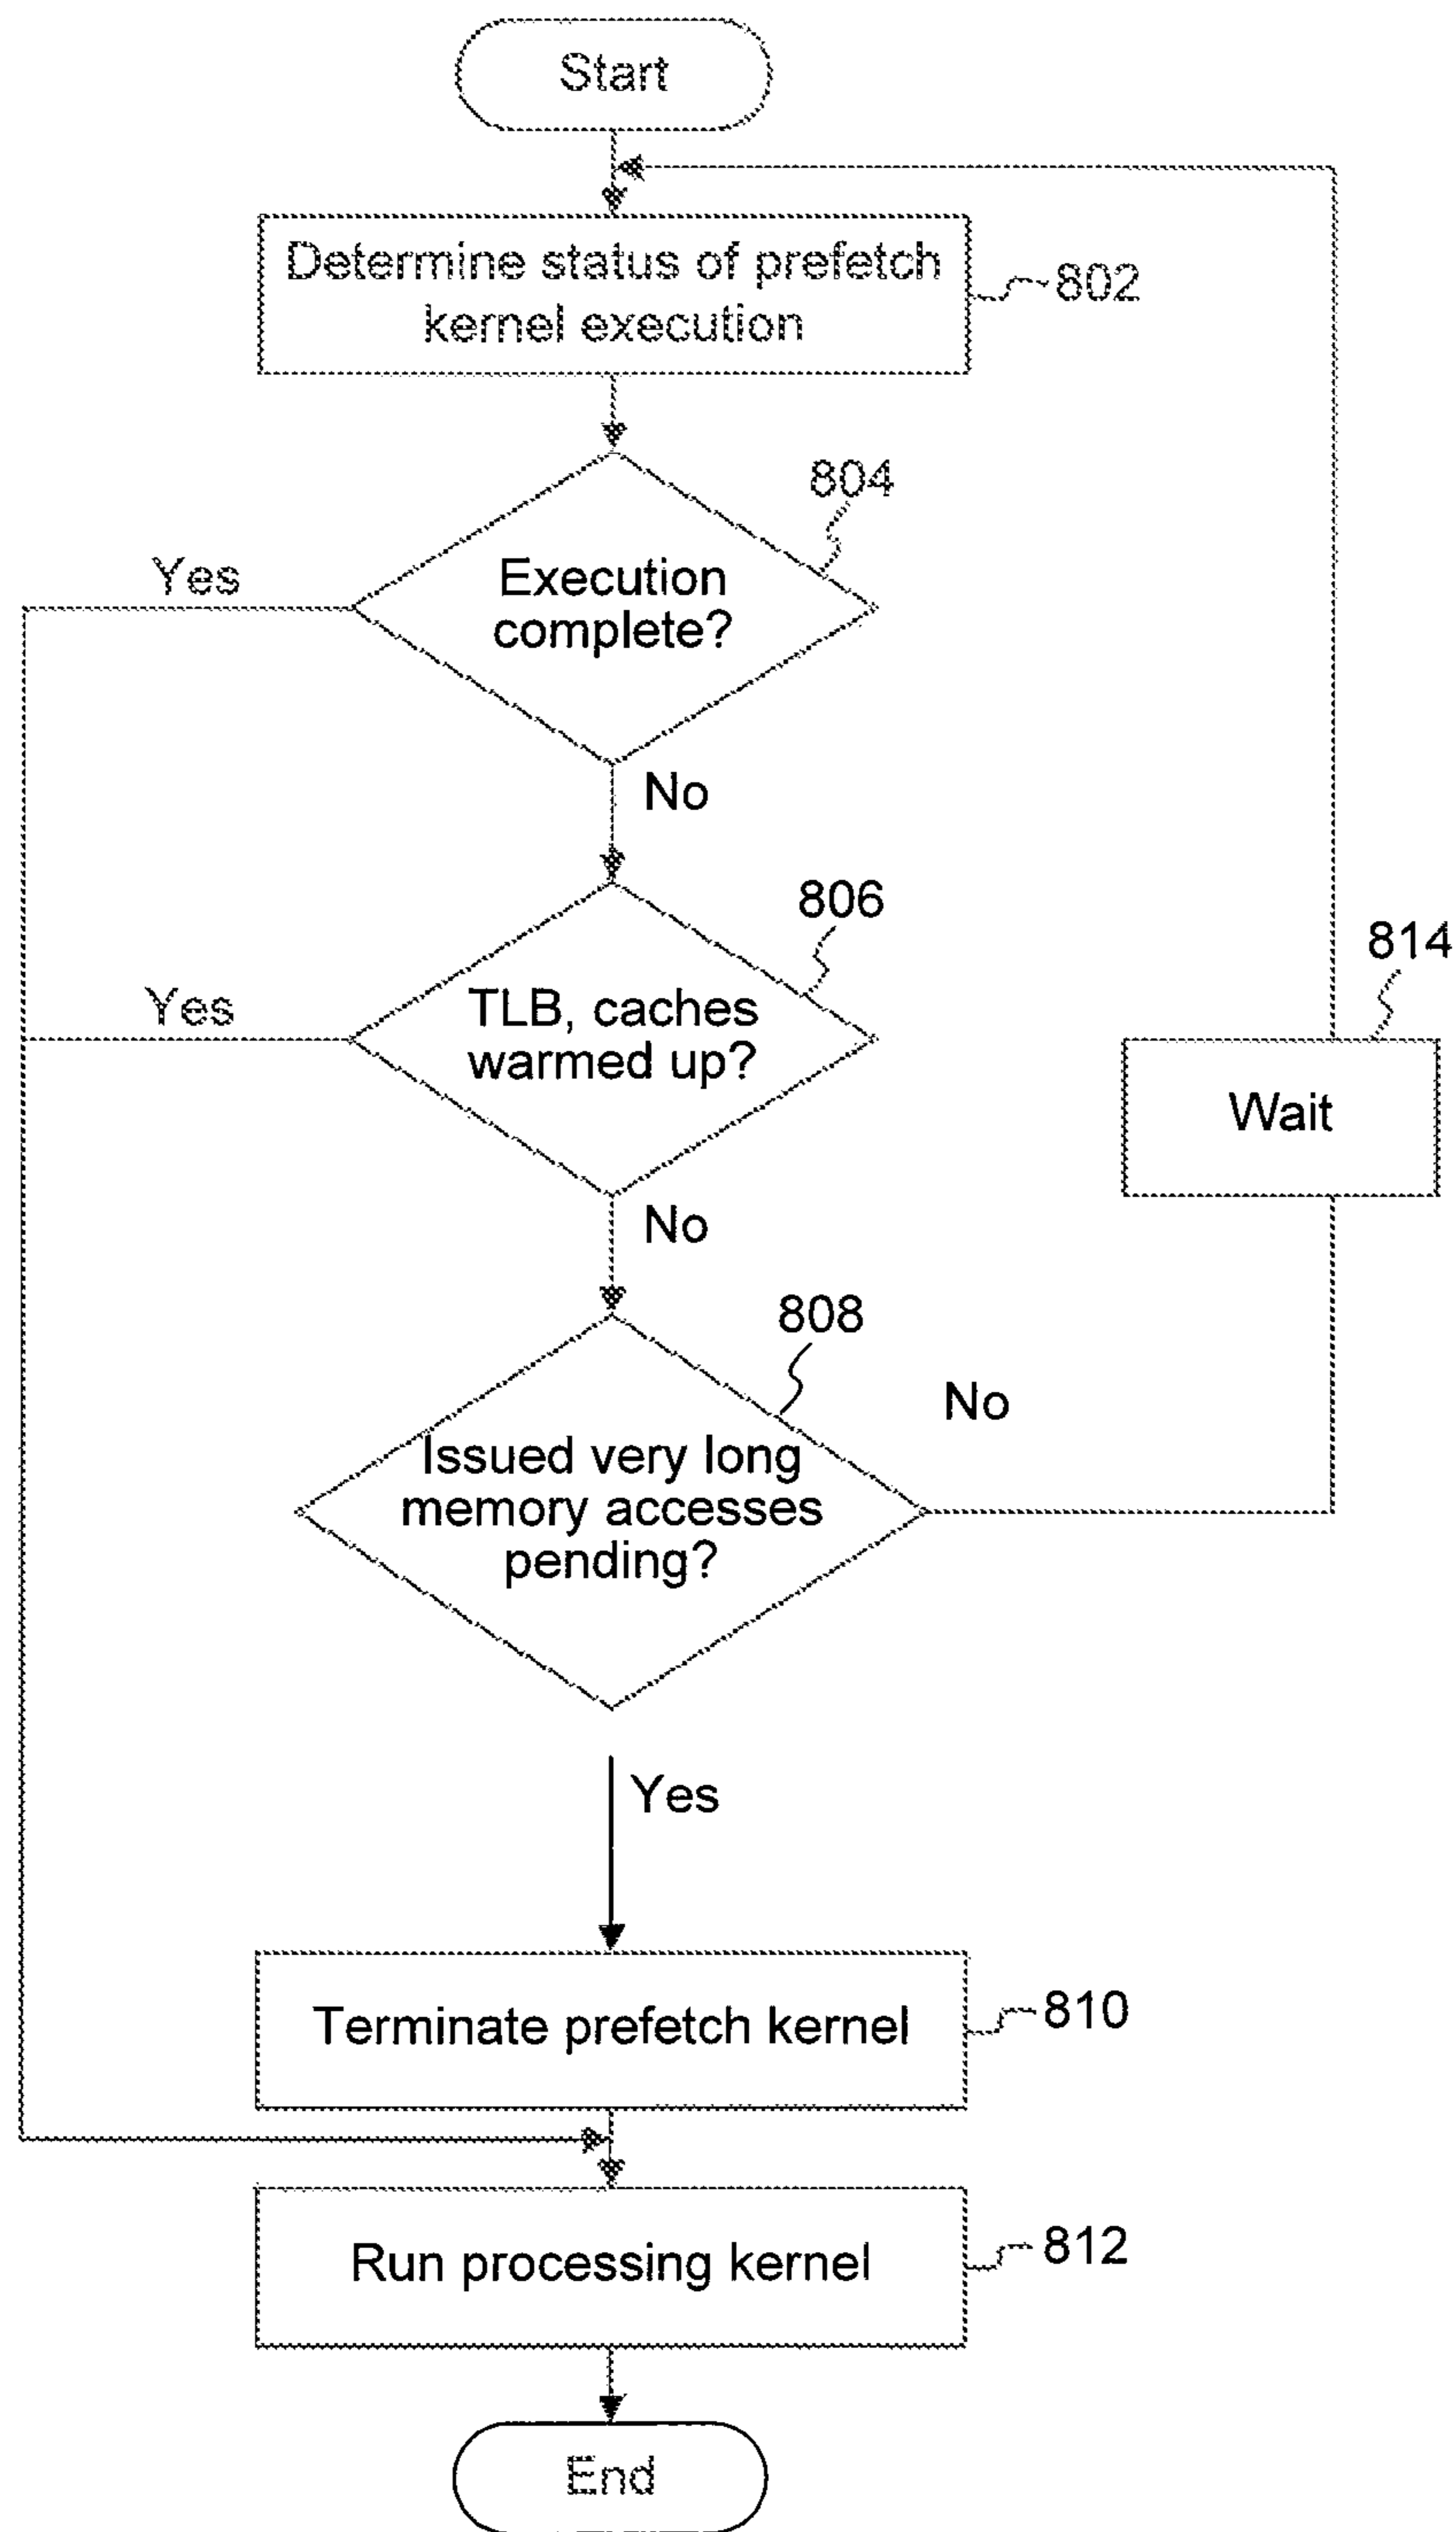 Start
Determine status of prefetch
kernel execution
802
804
Yes
Execution
complete?
No
806
814
Yes
TLB, caches
warmed up?
Wait
No
808
No
Issued very long
memory accesses
pending?
Yes
Terminate prefetch kernel
810
Run processing kernel
812
End